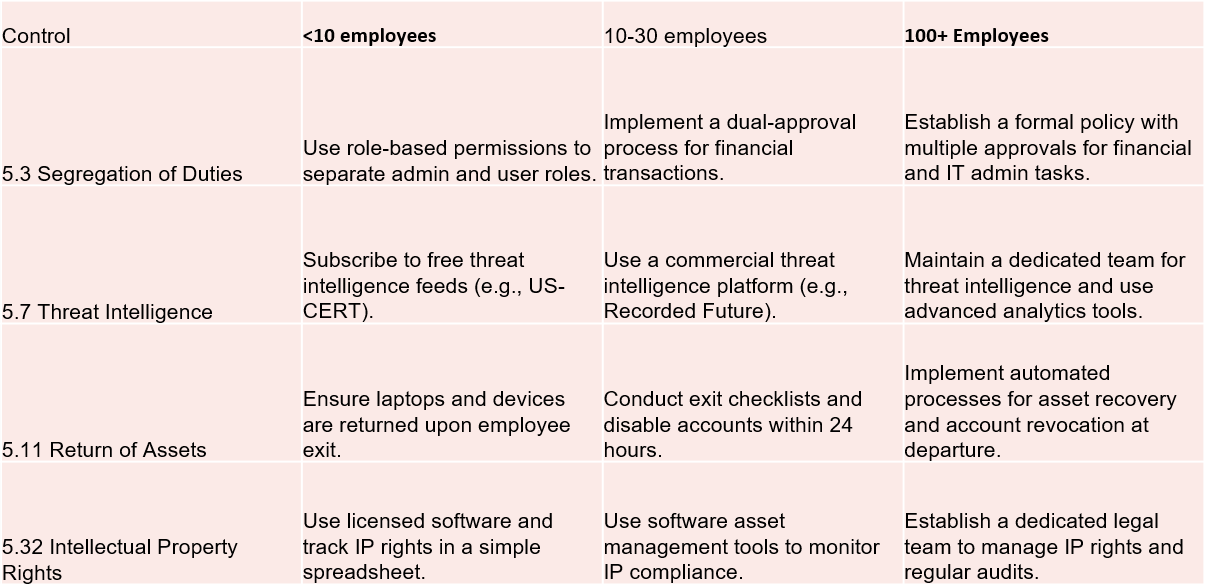 Control
<10 employees
10-30 employees
100+ Employees
5.3 Segregation of Duties
Use role-based permissions to
separate admin and user roles.
Implement a dual-approval
process for financial
transactions.
Establish a formal policy with
multiple approvals for financial
and IT admin tasks.
5.7 Threat Intelligence
Subscribe to free threat
intelligence feeds (e.g., US-
CERT).
Use a commercial threat
intelligence platform (e.g.,
Recorded Future).
Maintain a dedicated team for
threat intelligence and use
advanced analytics tools.
5.11 Return of Assets
Ensure laptops and devices
are returned upon employee
exit.
Conduct exit checklists and
disable accounts within 24
hours.
Implement automated
processes for asset recovery
and account revocation at
departure.
5.32 Intellectual Property
Rights
Use licensed software and
track IP rights in a simple
spreadsheet.
Use software asset
management tools to monitor
IP compliance.
Establish a dedicated legal
team to manage IP rights and
regular audits.